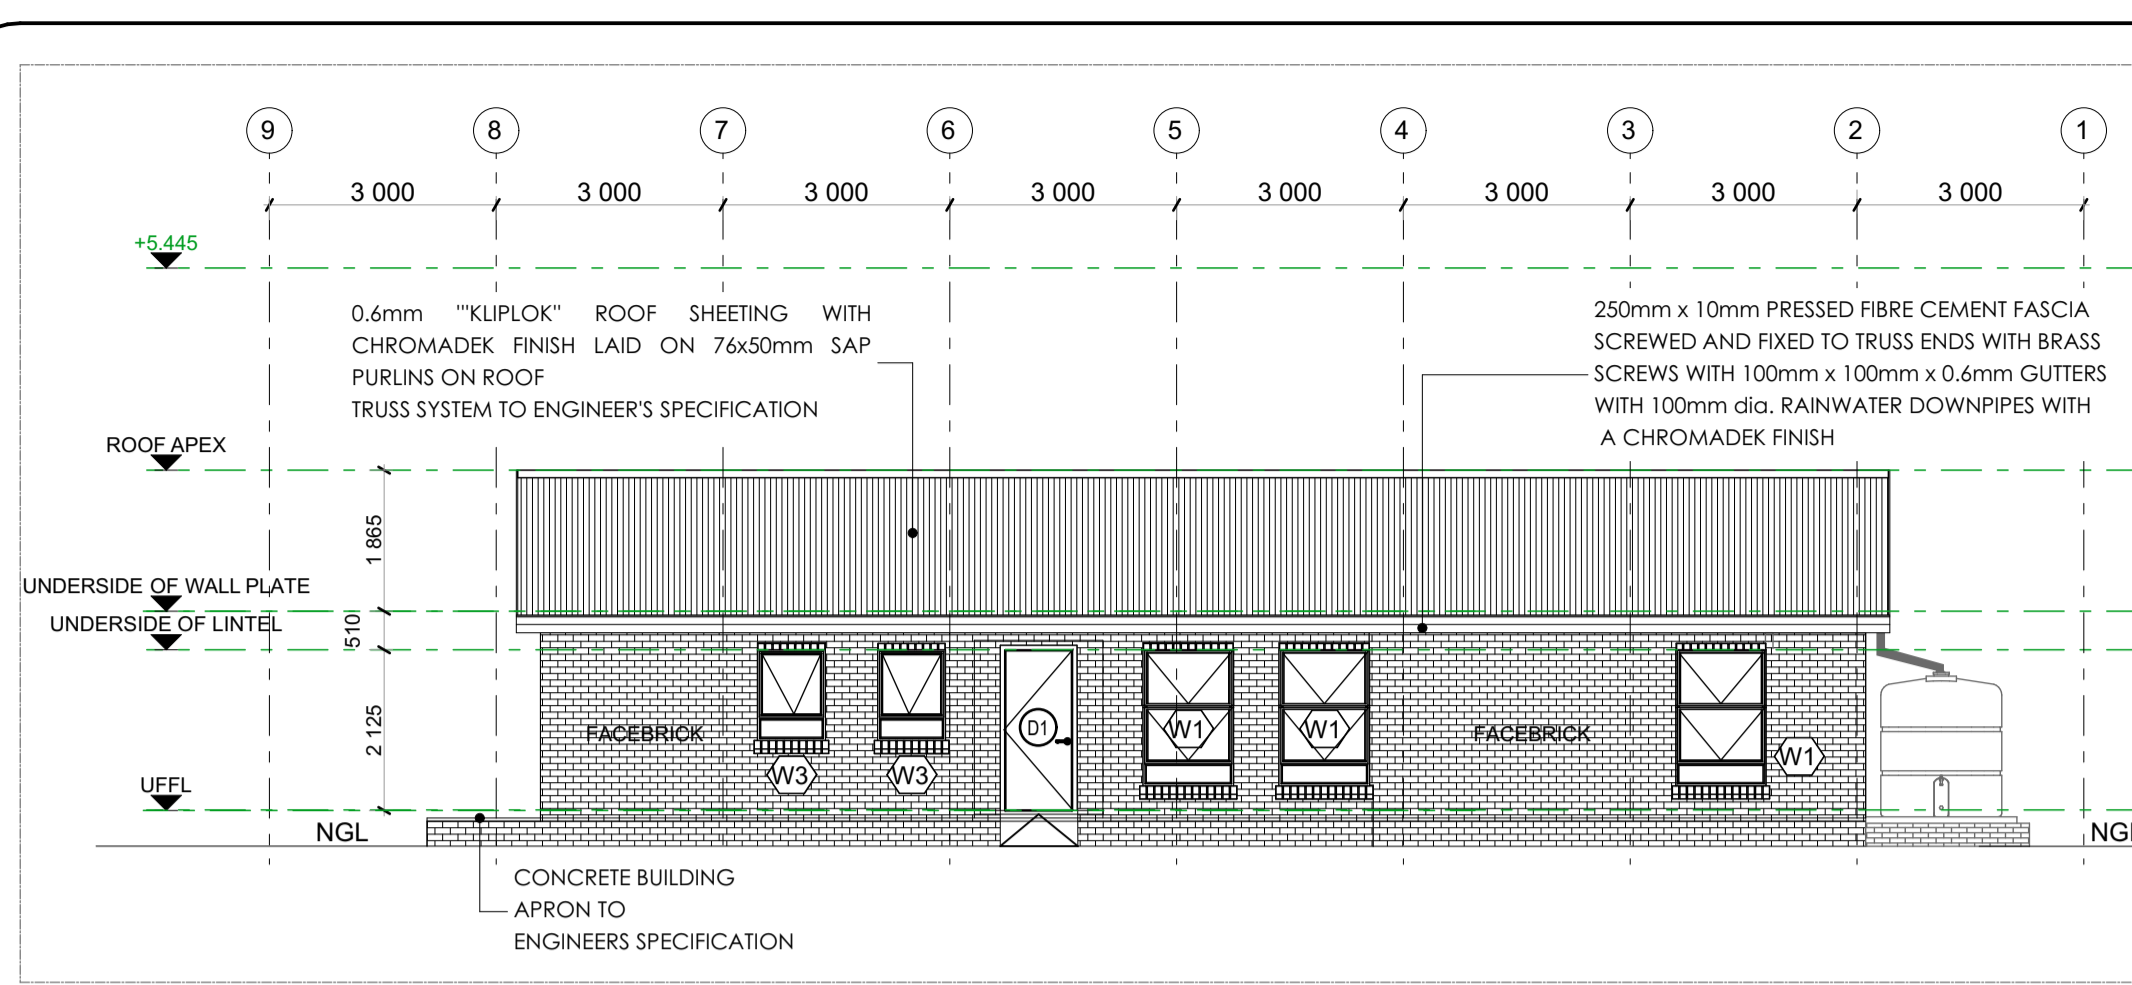 9 8 7 6 5 4 3 2 1
3 000 3 000 3 000 3 000 3 000 3 000 3 000 3 000
+5.445
0.6mm '"KLIPLOK" ROOF SHEETING WITH
CHROMADEK FINISH LAID ON 76x50mm SAP
PURLINS ON ROOF
TRUSS SYSTEM TO ENGINEER'S SPECIFICATION
250mm x 10mm PRESSED FIBRE CEMENT FASCIA
SCREWED AND FIXED TO TRUSS ENDS WITH BRASS
SCREWS WITH 100mm x 100mm x 0.6mm GUTTERS
WITH 100mm dia. RAINWATER DOWNPIPES WITH
A CHROMADEK FINISH
ROOF APEX
1 865
UNDERSIDE OF WALL PLATE
510
UNDERSIDE OF LINTEL
2 125
UFFL
FACEBRICK
W3
W3
D1
W1
W1
FACEBRICK
W1
NGL
NGL
CONCRETE BUILDING
APRON TO
ENGINEERS SPECIFICATION